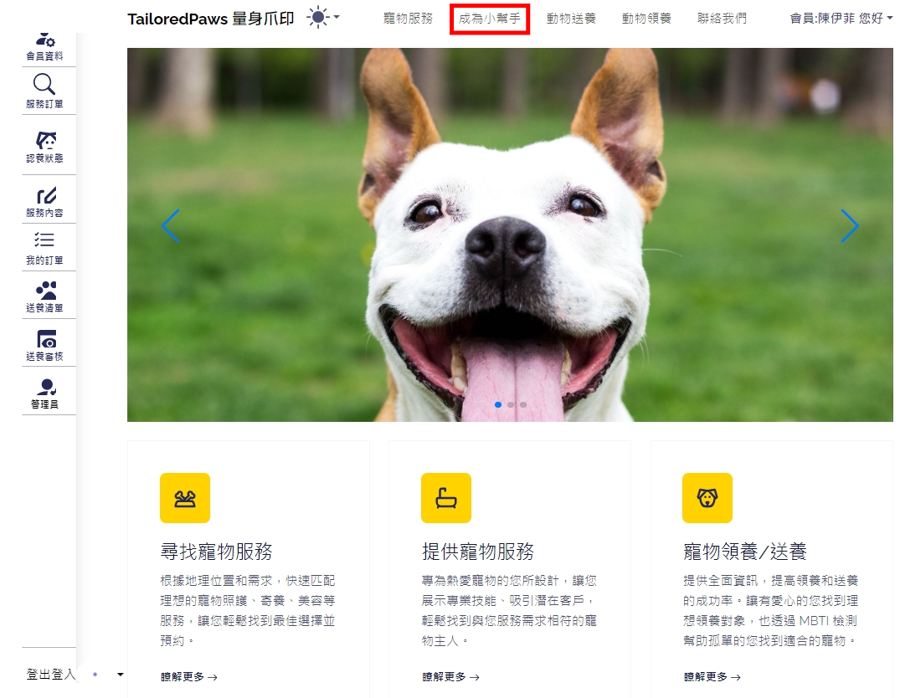 TailoredPaws 量身爪印
寵物服務
成為小幫手
動物送養
動物領養
聯絡我們
會員:陳伊菲 您好
會員資料
服務訂單
認養狀態
服務內容
我的訂單
送養清單
送養審核
管理員
登出登入
尋找寵物服務
根據地理位置和需求，快速匹配
理想的寵物照護、寄養、美容等
服務，讓您輕鬆找到最佳選擇並
預約。
瞭解更多 →
提供寵物服務
專為熱愛寵物的您所設計，讓您
展示專業技能、吸引潛在客戶，
輕鬆找到與您服務需求相符的寵
物主人。
瞭解更多 →
寵物領養/送養
提供全面資訊，提高領養和送養
的成功率。讓有愛心的您找到理
想領養對象，也透過 MBTI 檢測
幫助孤單的您找到適合的寵物。
瞭解更多 →